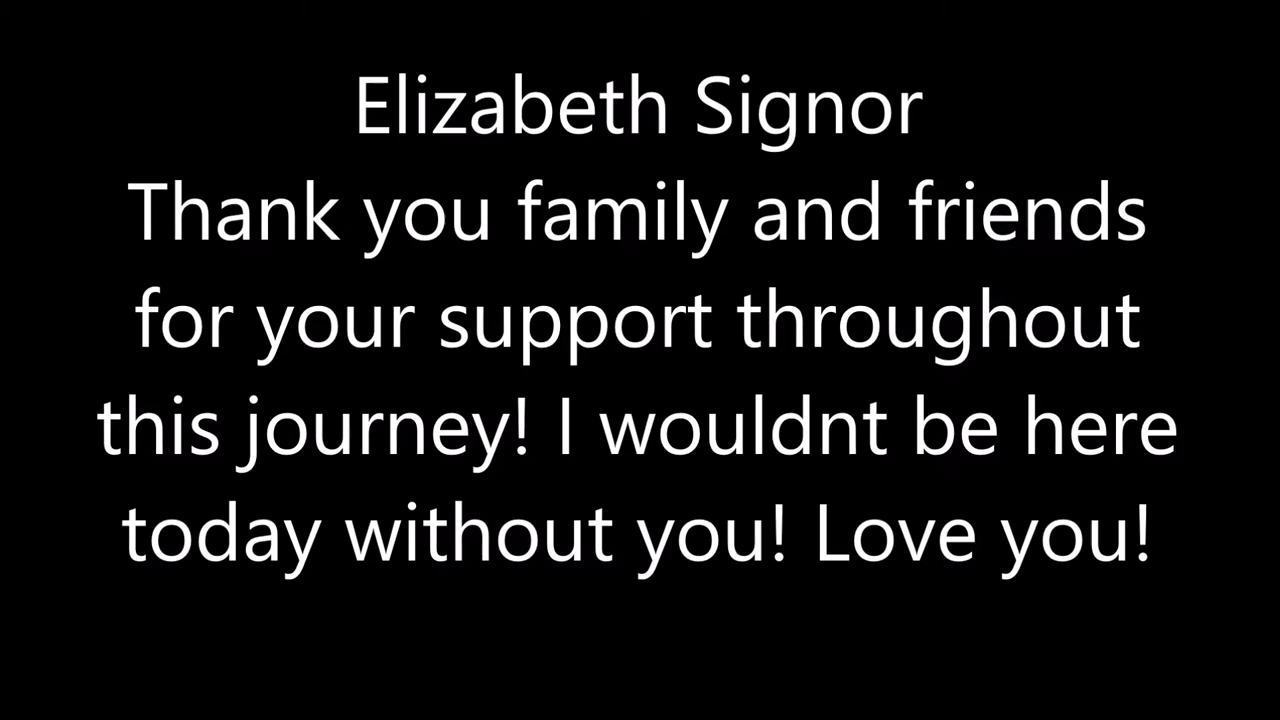 Elizabeth Signor
Thank you family and friends
for your support throughout
this journey! I wouldnt be here
today without you! Love you!